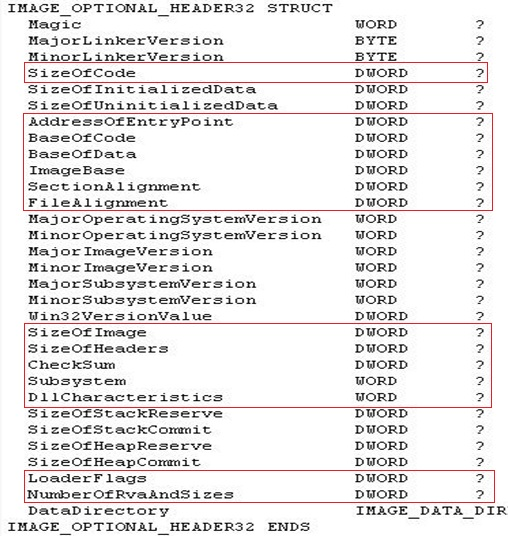 IMAGE_OPTIONAL_HEADER32 STRUCT
Magic WORD ?
MajorLinkerVersion BYTE ?
MinorLinkerVersion BYTE ?
SizeOfCode DWORD ?
SizeOfInitializedData DWORD ?
SizeOfUninitializedData DWORD ?
AddressOfEntryPoint DWORD ?
BaseOfCode DWORD ?
BaseOfData DWORD ?
ImageBase DWORD ?
SectionAlignment DWORD ?
FileAlignment DWORD ?
MajorOperatingSystemVersion WORD ?
MinorOperatingSystemVersion WORD ?
MajorImageVersion WORD ?
MinorImageVersion WORD ?
MajorSubsystemVersion WORD ?
MinorSubsystemVersion WORD ?
Win32VersionValue DWORD ?
SizeOfImage DWORD ?
SizeOfHeaders DWORD ?
CheckSum DWORD ?
Subsystem WORD ?
DllCharacteristics WORD ?
SizeOfStackReserve DWORD ?
SizeOfStackCommit DWORD ?
SizeOfHeapReserve DWORD ?
SizeOfHeapCommit DWORD ?
LoaderFlags DWORD ?
NumberOfRvaAndSizes DWORD ?
DataDirectory IMAGE_DATA_DIR
IMAGE_OPTIONAL_HEADER32 ENDS